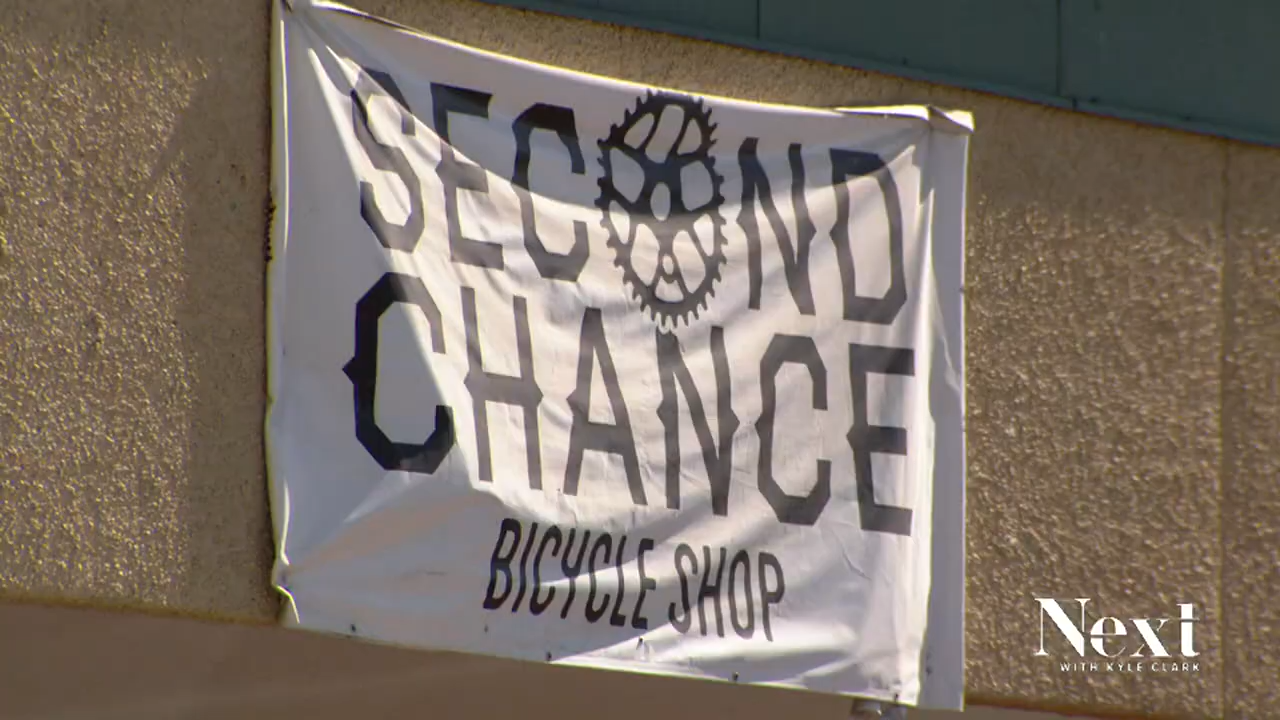 SECOND
CHANCE
BICYCLE SHOP
Next
WITH KYLE CLARK